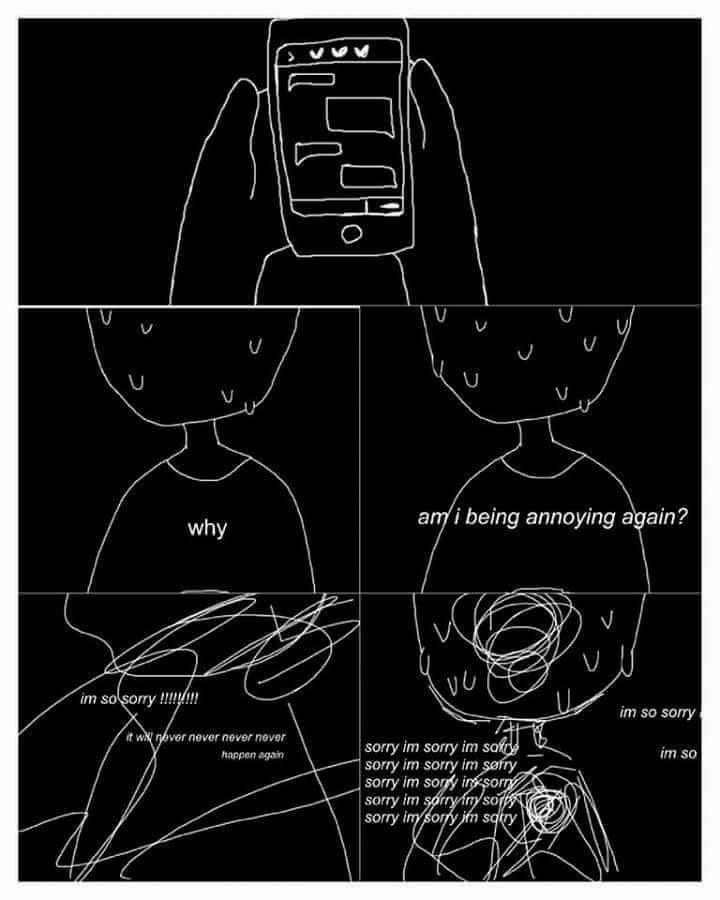 why
am i being annoying again?
im so sorry !!!!!!!!!
it will never never never never
happen again
im so sorry
im so
sorry im sorry im sorry
sorry im sorry im sorry
sorry im sorry im sorry
sorry im sorry im sorry
sorry im sorry im sorry